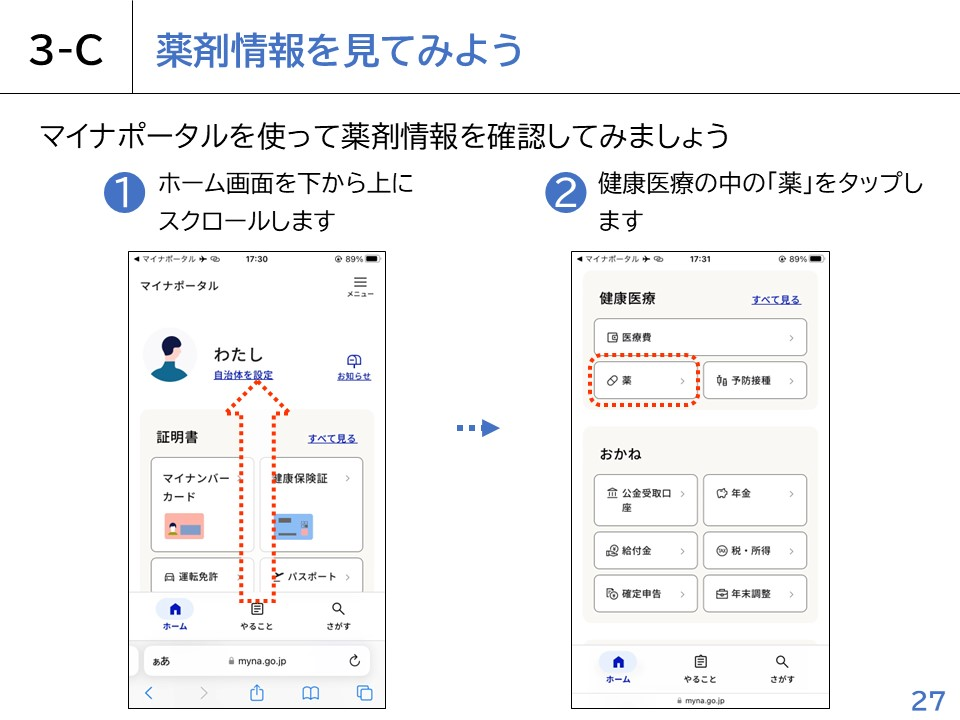 3-C
薬剤情報を見てみよう
マイナポータルを使って薬剤情報を確認してみましょう
1
ホーム画面を下から上に
スクロールします
2
健康医療の中の「薬」をタップし
ます
マイナポータル
17:30
89%
マイナポータル
メニュー
わたし
自治体を設定
お知らせ
証明書
すべて見る
マイナンバー
カード
健康保険証
運転免許
パスポート
ホーム
やること
さがす
ぁあ
myna.go.jp
マイナポータル
17:31
89%
健康医療
すべて見る
医療費
薬
予防接種
おかね
公金受取口
座
年金
給付金
税・所得
確定申告
年末調整
ホーム
やること
さがす
myna.go.jp
27